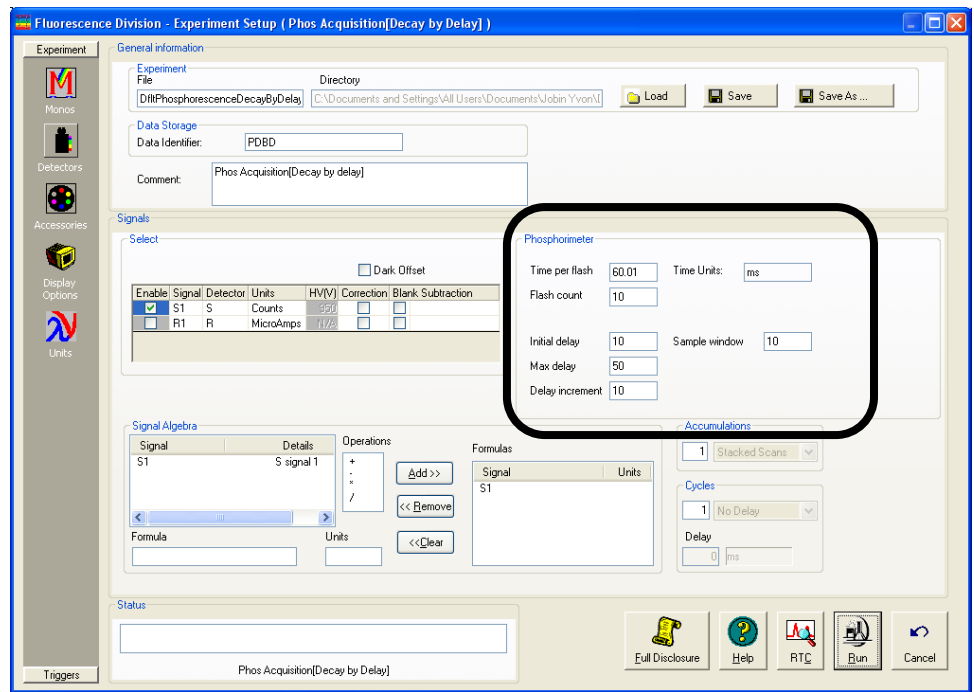 Fluorescence Division - Experiment Setup ( Phos Acquisition[Decay by Delay] )
Experiment
Monos
Detectors
Accessories
Display
Options
Units
Triggers
General information
Experiment
File
Directory
DfltPhosphorescenceDecayByDelay
C:\Documents and Settings\All Users\Documents\Jobin Yvon\
Load
Save
Save As ...
Data Storage
Data Identifier:
PDBD
Comment:
Phos Acquisition[Decay by delay]
Signals
Select
Dark Offset
Enable Signal Detector Units HV(V) Correction Blank Subtraction
S1 S Counts 950
R1 R MicroAmps N/A
Phosphorimeter
Time per flash 60.01 Time Units: ms
Flash count 10
Initial delay 10 Sample window 10
Max delay 50
Delay increment 10
Signal Algebra
Signal Details
S1 S signal 1
Operations
+
-
*
/
Add >>
<< Remove
<<Clear
Formulas
Signal Units
S1
Formula
Units
Accumulations
1 Stacked Scans
Cycles
1 No Delay
Delay
0 ms
Status
Phos Acquisition[Decay by Delay]
Full Disclosure
Help
RTC
Run
Cancel